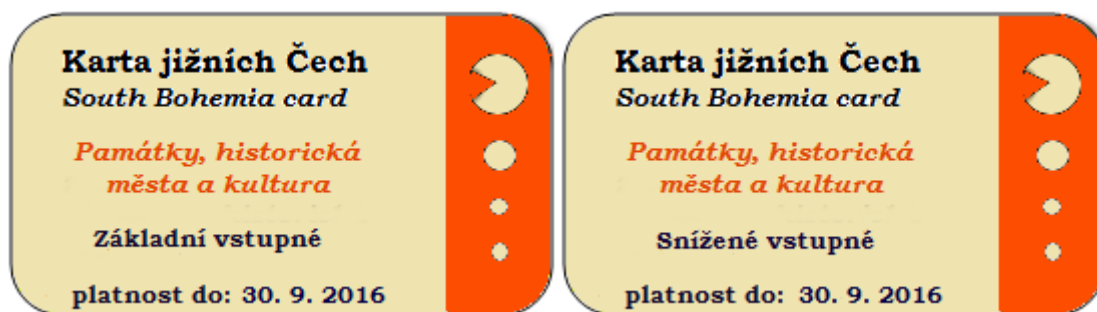 Karta jižních Čech
South Bohemia card
Památky, historická
města a kultura
Základní vstupné
platnost do: 30. 9. 2016
Karta jižních Čech
South Bohemia card
Památky, historická
města a kultura
Snížené vstupné
platnost do: 30. 9. 2016